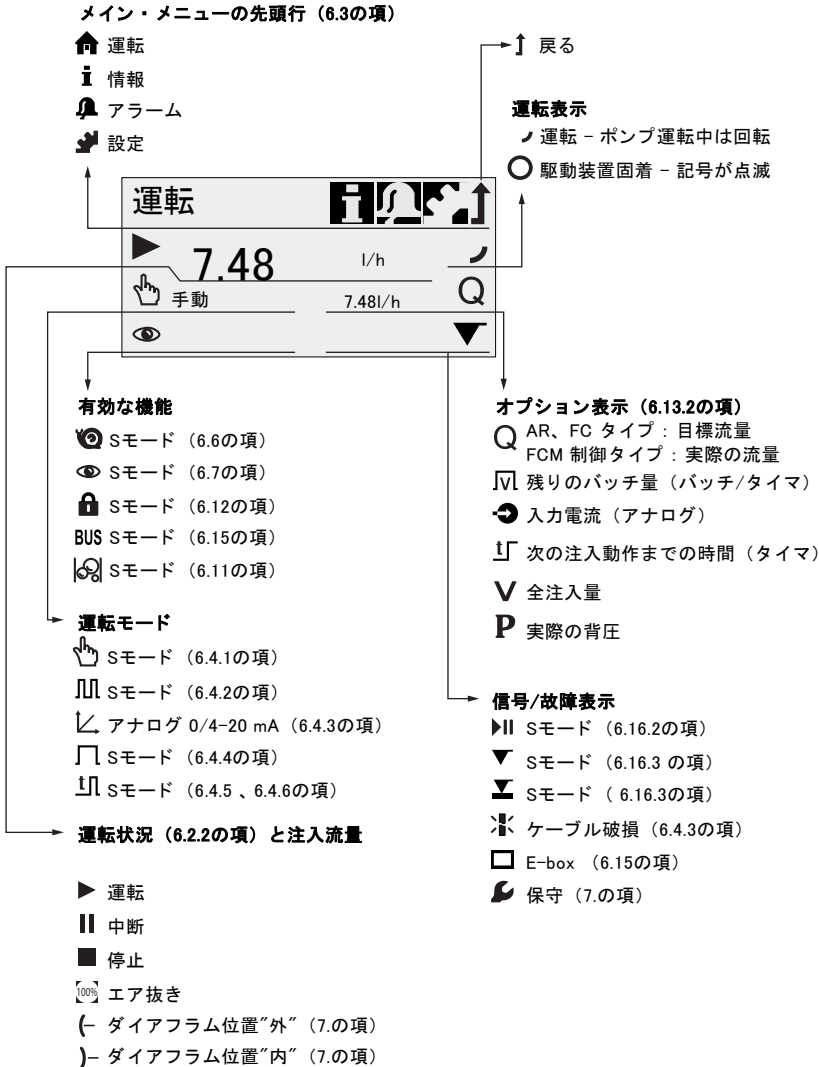 メイン・メニューの先頭行（6.3の項）
運転
情報
アラーム
設定
戻る
運転表示
運転 – ポンプ運転中は回転
駆動装置固着 – 記号が点滅
運転
7.48 l/h
手動 7.48l/h
Q
有効な機能
Sモード（6.6の項）
Sモード（6.7の項）
Sモード（6.12の項）
BUS Sモード（6.15の項）
Sモード（6.11の項）
運転モード
Sモード（6.4.1の項）
Sモード（6.4.2の項）
アナログ 0/4-20 mA（6.4.3の項）
Sモード（6.4.4の項）
t Sモード（6.4.5 、6.4.6の項）
運転状況（6.2.2の項）と注入流量
運転
中断
停止
100% エア抜き
ダイアフラム位置"外"（7.の項）
ダイアフラム位置"内"（7.の項）
オプション表示（6.13.2の項）
Q AR、FC タイプ：目標流量
FCM 制御タイプ：実際の流量
V 残りのバッチ量（バッチ/タイマ）
入力電流（アナログ）
t 次の注入動作までの時間（タイマ）
V 全注入量
P 実際の背圧
信号/故障表示
Sモード（6.16.2の項）
Sモード（6.16.3 の項）
Sモード（ 6.16.3の項）
ケーブル破損（6.4.3の項）
E-box （6.15の項）
保守（7.の項）